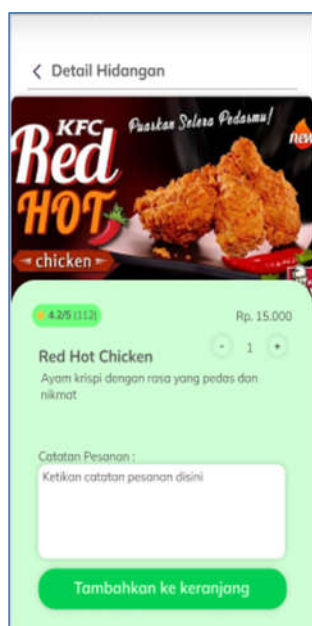 Detail Hidangan
KFC
Red
HOT
chicken
Puaskan Selera Pedasmu!
new
4.2/5 (112)
Rp. 15.000
Red Hot Chicken
- 1 +
Ayam krispi dengan rasa yang pedas dan
nikmat
Catatan Pesanan :
Ketikan catatan pesanan disini
Tambahkan ke keranjang